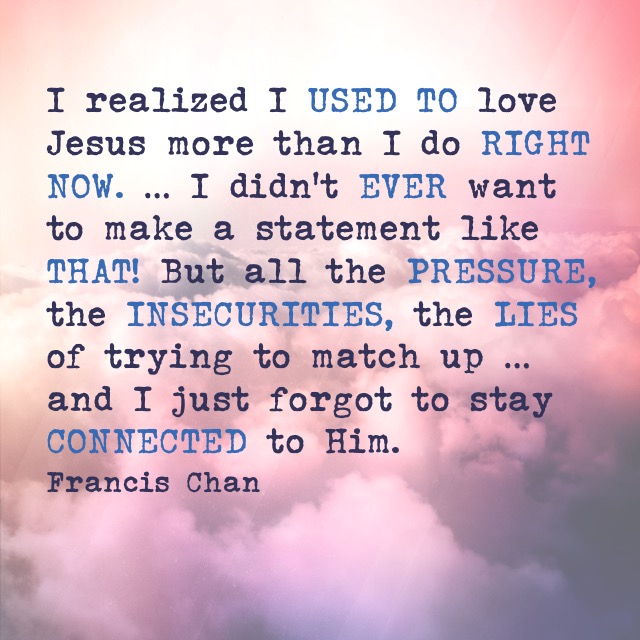 I realized I USED TO love
Jesus more than I do RIGHT
NOW. ... I didn't EVER want
to make a statement like
THAT! But all the PRESSURE,
the INSECURITIES, the LIES
of trying to match up ...
and I just forgot to stay
CONNECTED to Him.
Francis Chan